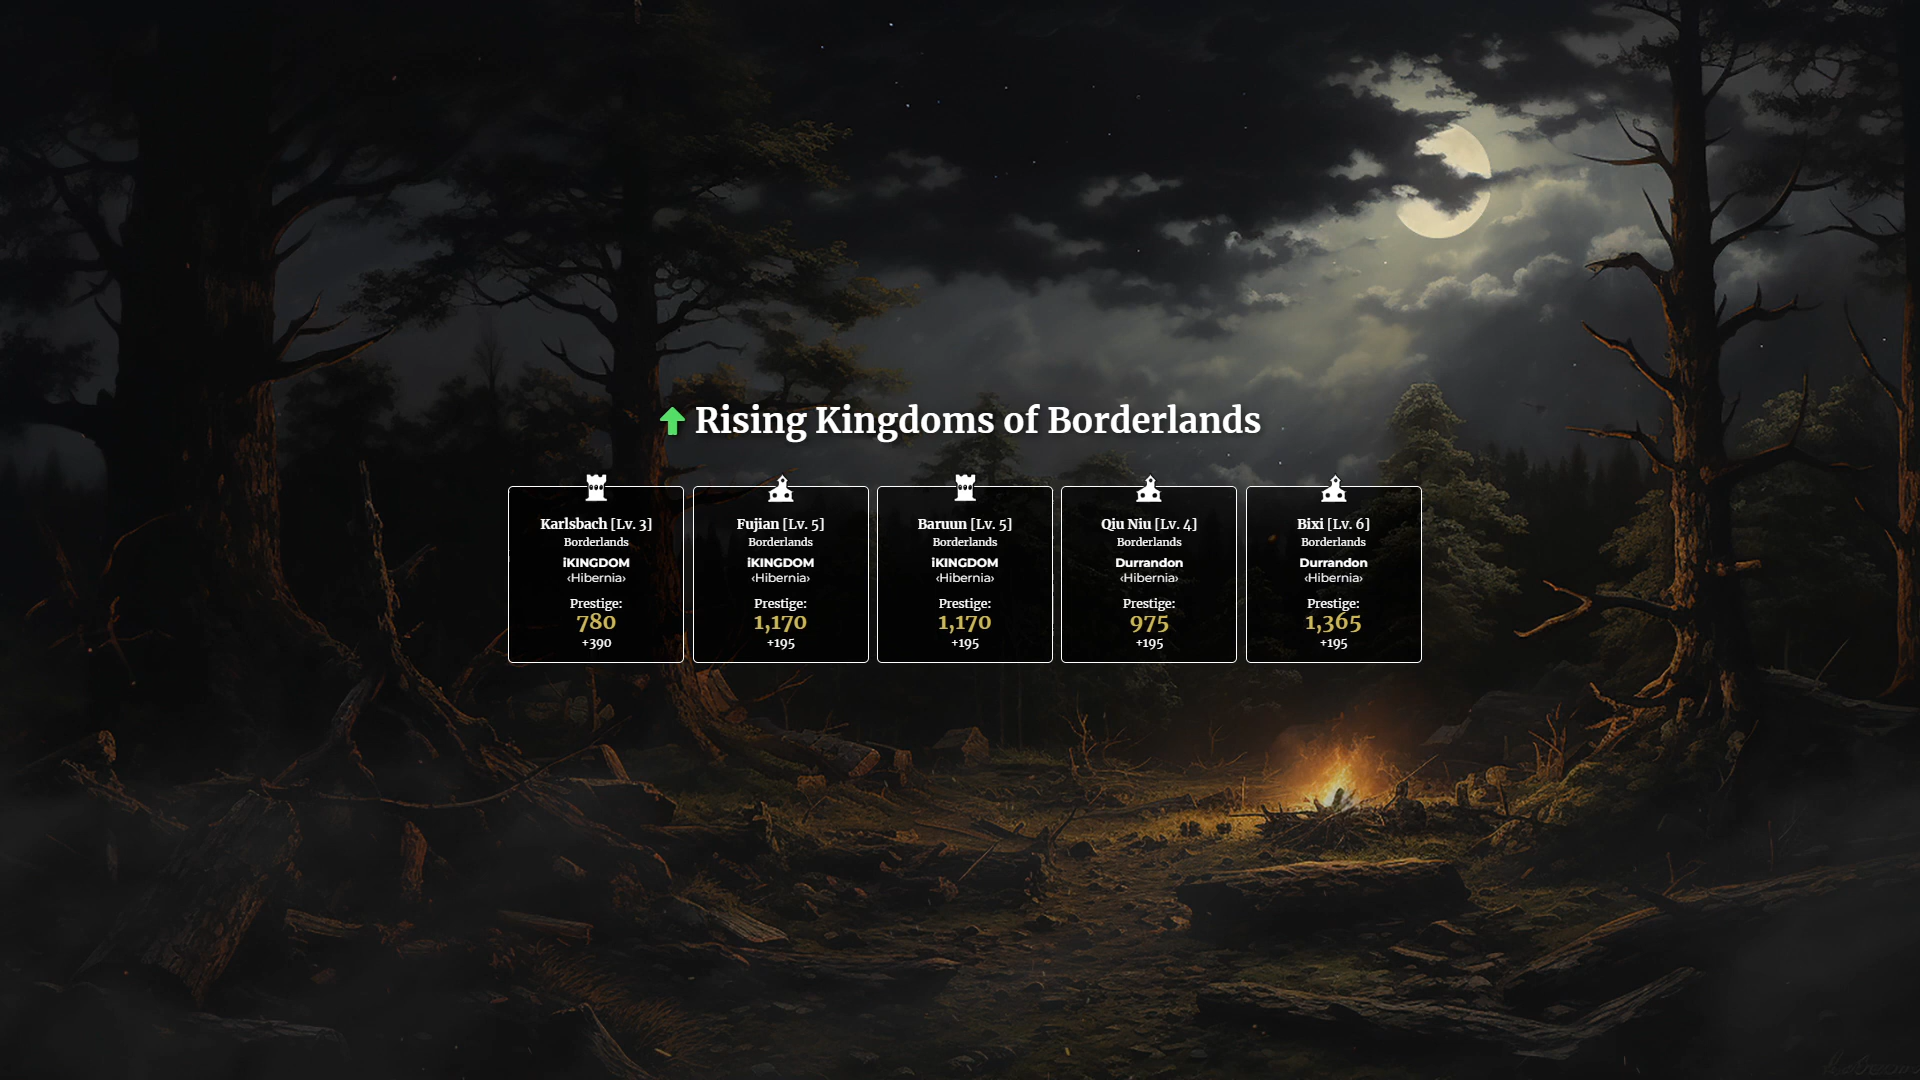 Rising Kingdoms of Borderlands
Karlsbach [Lv. 3]
Borderlands
iKINGDOM
‹Hibernia›
Prestige:
780
+390
Fujian [Lv. 5]
Borderlands
iKINGDOM
‹Hibernia›
Prestige:
1,170
+195
Baruun [Lv. 5]
Borderlands
iKINGDOM
‹Hibernia›
Prestige:
1,170
+195
Qiu Niu [Lv. 4]
Borderlands
Durrandon
‹Hibernia›
Prestige:
975
+195
Bixi [Lv. 6]
Borderlands
Durrandon
‹Hibernia›
Prestige:
1,365
+195